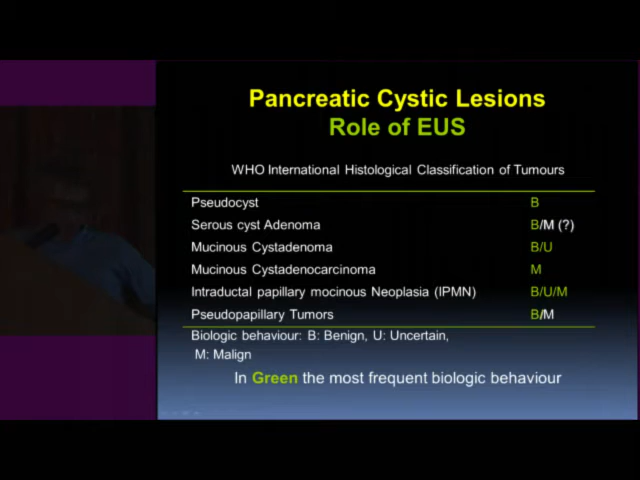 Pancreatic Cystic Lesions
Role of EUS
WHO International Histological Classification of Tumours
Pseudocyst B
Serous cyst Adenoma B/M (?)
Mucinous Cystadenoma B/U
Mucinous Cystadenocarcinoma M
Intraductal papillary mocinous Neoplasia (IPMN) B/U/M
Pseudopapillary Tumors B/M
Biologic behaviour: B: Benign, U: Uncertain,
M: Malign
In Green the most frequent biologic behaviour